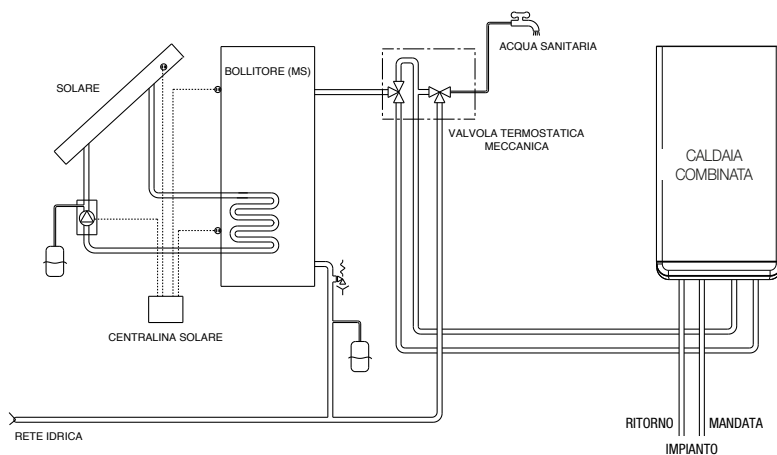 ACQUA SANITARIA
BOLLITORE (MS)
SOLARE
VALVOLA TERMOSTATICA
MECCANICA
CALDAIA
COMBINATA
CENTRALINA SOLARE
RETE IDRICA
RITORNO
MANDATA
IMPIANTO